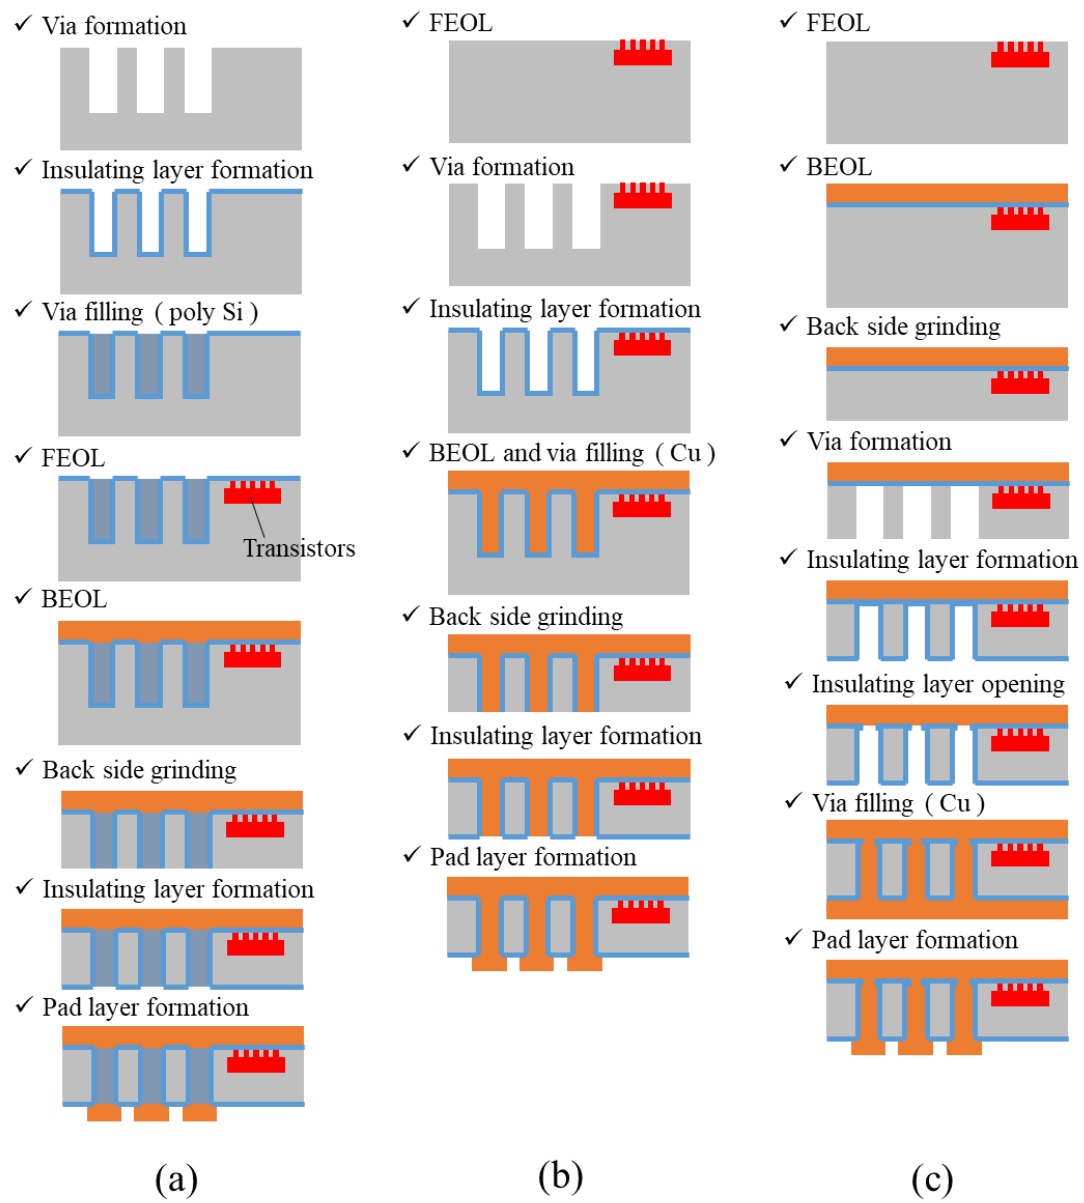 ✓ Via formation
✓ Insulating layer formation
✓ Via filling ( poly Si )
✓ FEOL
Transistors
✓ BEOL
✓ Back side grinding
✓ Insulating layer formation
✓ Pad layer formation
(a)
✓ FEOL
✓ Via formation
✓ Insulating layer formation
✓ BEOL and via filling ( Cu )
✓ Back side grinding
✓ Insulating layer formation
✓ Pad layer formation
(b)
✓ FEOL
✓ BEOL
✓ Back side grinding
✓ Via formation
✓ Insulating layer formation
✓ Insulating layer opening
✓ Via filling ( Cu )
✓ Pad layer formation
(c)